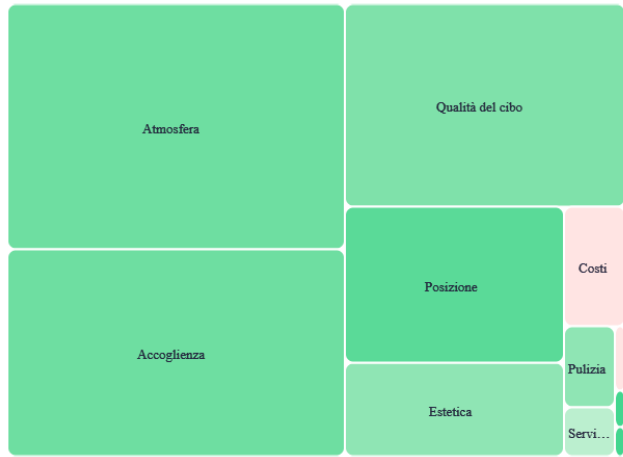 Atmosfera
Qualità del cibo
Accoglienza
Posizione
Costi
Estetica
Pulizia
Servi...